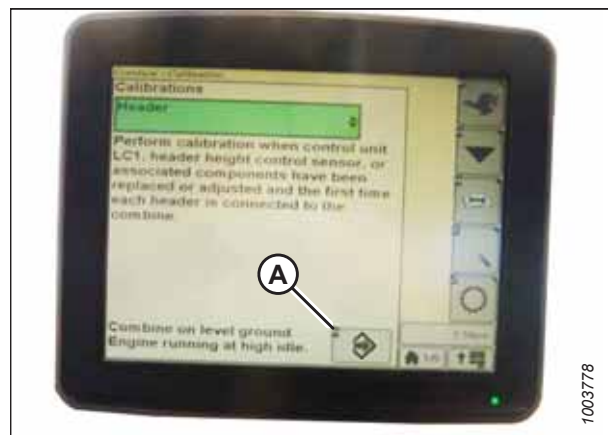 Combine - Calibration
Calibrations
Header
Perform calibration when control unit
LC1, header height control sensor, or
associated components have been
replaced or adjusted and the first time
each header is connected to the
combine.
A
Combine on level ground.
Engine running at high idle.
1003778